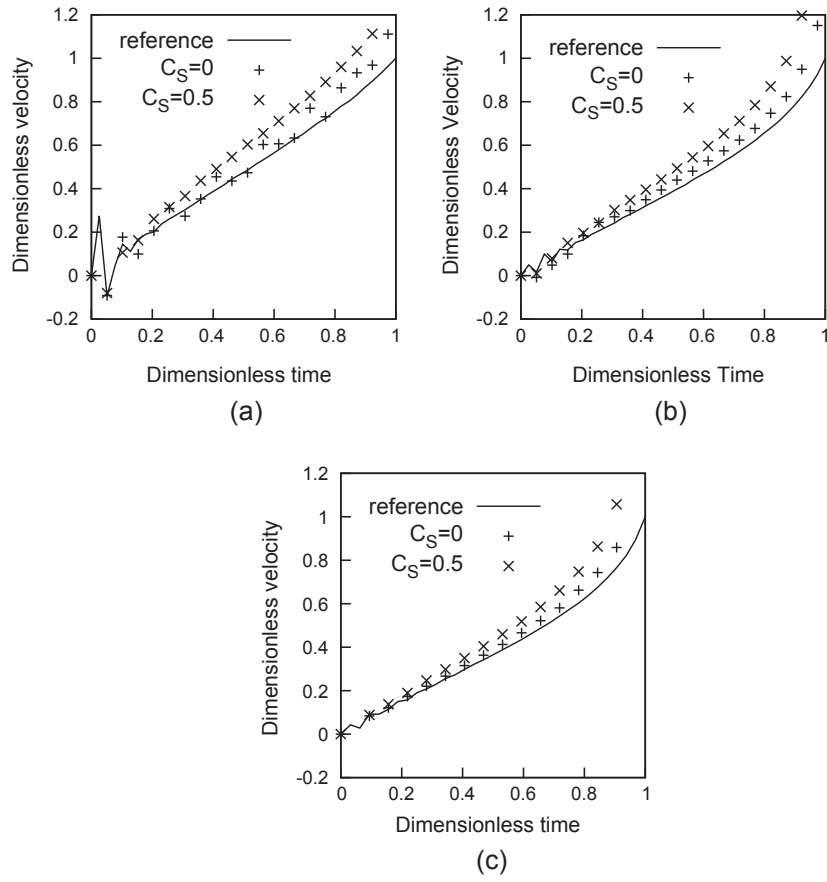 1.2
1
0.8
0.6
0.4
0.2
0
-0.2
Dimensionless velocity
reference
C_S=0
C_S=0.5
0 0.2 0.4 0.6 0.8 1
Dimensionless time
(a)
1.2
1
0.8
0.6
0.4
0.2
0
-0.2
Dimensionless Velocity
reference
C_S=0
C_S=0.5
0 0.2 0.4 0.6 0.8 1
Dimensionless Time
(b)
1.2
1
0.8
0.6
0.4
0.2
0
-0.2
Dimensionless velocity
reference
C_S=0
C_S=0.5
0 0.2 0.4 0.6 0.8 1
Dimensionless time
(c)